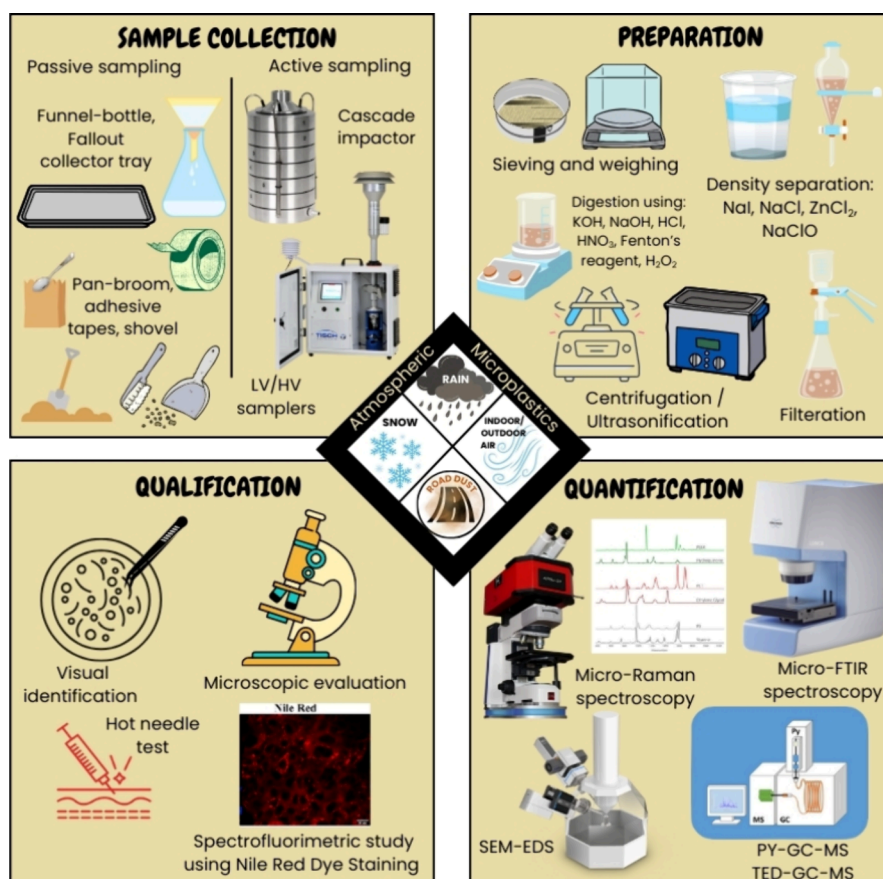 SAMPLE COLLECTION
Passive sampling
Active sampling
Funnel-bottle,
Fallout
collector tray
Cascade
impactor
Pan-broom,
adhesive
tapes, shovel
LV/HV
samplers
PREPARATION
Sieving and weighing
Density separation:
NaI, NaCl, ZnCl₂,
NaClO
Digestion using:
KOH, NaOH, HCl,
HNO₃, Fenton's
reagent, H₂O₂
Centrifugation /
Ultrasonification
Filteration
Atmospheric
Microplastics
RAIN
SNOW
INDOOR/
OUTDOOR
AIR
ROAD DUST
QUALIFICATION
Visual
identification
Microscopic evaluation
Hot needle
test
Nile Red
Spectrofluorimetric study
using Nile Red Dye Staining
QUANTIFICATION
Micro-Raman
spectroscopy
Micro-FTIR
spectroscopy
SEM-EDS
Py
MS
GC
PY-GC-MS
TED-GC-MS